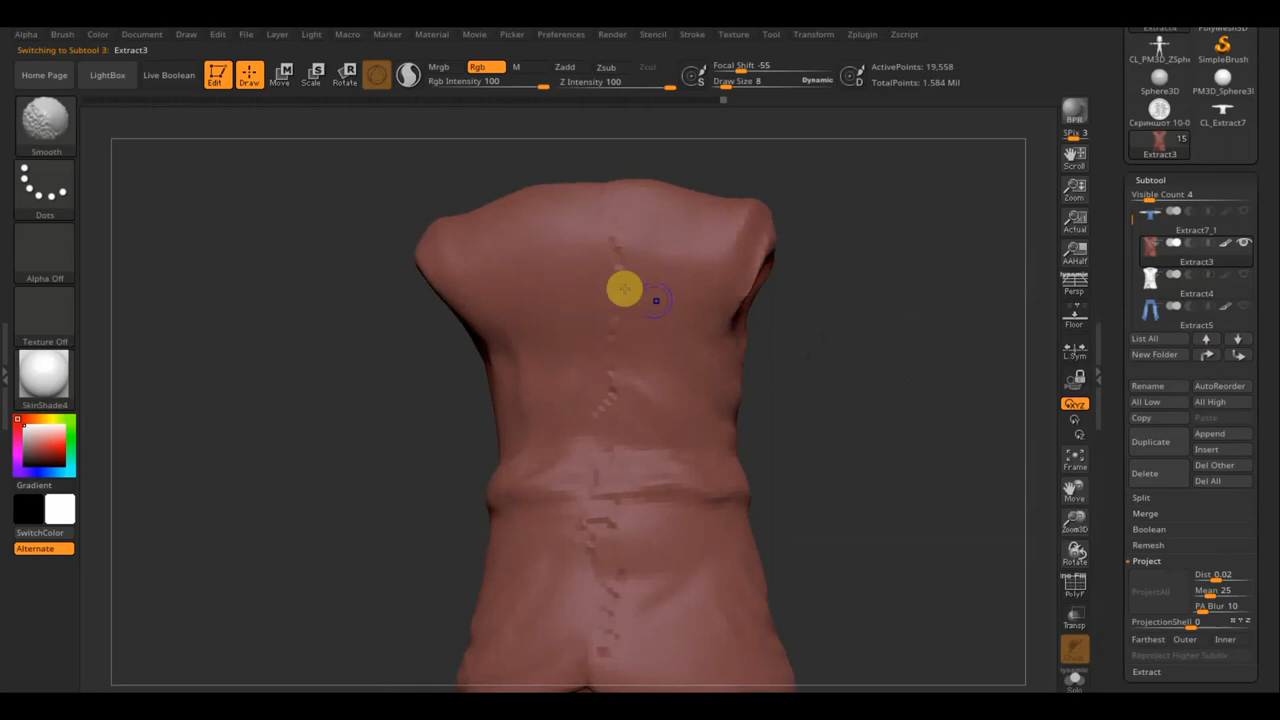 Alpha Brush Color Document Draw Edit File Layer Light Macro Marker Material Movie Picker Preferences Render Stencil Stroke Texture Tool Transform Zplugin Zscript
Switching to Subtool 3: Extract3
Home Page LightBox Live Boolean Edit Draw Move Scale Rotate
Mrgb Rgb M Zadd Zsub Zcut
Rgb Intensity 100 Z Intensity 100
Focal Shift -55
Draw Size 8 Dynamic
S
D
ActivePoints: 19,558
TotalPoints: 1.584 Mil
Smooth
Dots
Alpha Off
Texture Off
SkinShade4
Gradient
SwitchColor
Alternate
BPR
SPix 3
Scroll
Zoom
Actual
AAHalf
Dynamic
Persp
Floor
L.Sym
XYZ
Frame
Move
Zoom3D
Rotate
PolyF
Transp
Dynamic
Solo
CL_PM3D_ZSphe
SimpleBrush
Sphere3D
PM3D_Sphere3I
Скриншот 10-0
CL_Extract7
15
Extract3
Subtool
Visible Count 4
Extract7_1
Extract3
Extract4
Extract5
List All
New Folder
Rename AutoReorder
All Low All High
Copy Paste
Duplicate Append
Insert
Delete Del Other
Del All
Split
Merge
Boolean
Remesh
Project
ProjectAll
Dist 0.02
Mean 25
PA Blur 10
ProjectionShell 0
X Y Z
Farthest Outer Inner
Reproject Higher Subdiv
Extract